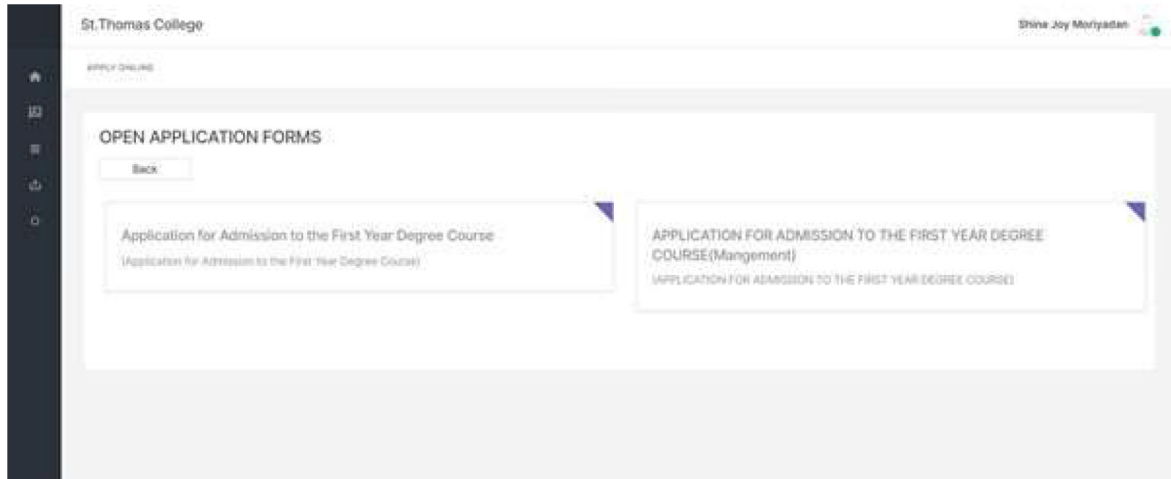 St.Thomas College
Shine Joy Moriyadan
APPLY ONLINE
OPEN APPLICATION FORMS
Back
Application for Admission to the First Year Degree Course
(Application for Admission to the First Year Degree Course)
APPLICATION FOR ADMISSION TO THE FIRST YEAR DEGREE
COURSE(Mangement)
(APPLICATION FOR ADMISSION TO THE FIRST YEAR DEGREE COURSE)